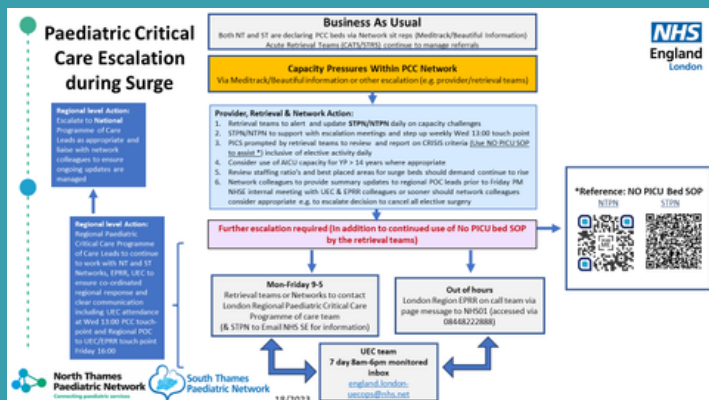 Paediatric Critical
Care Escalation
during Surge
Business As Usual
Both NT and ST are declaring PCC beds via Network sit reps (Meditrack/Beautiful Information)
Acute Retrieval Teams (CATS/STRS) continue to manage referrals
NHS
England
London
Capacity Pressures Within PCC Network
Via Meditrack/Beautiful information or other escalation (e.g. provider/retrieval teams)
Regional level Action:
Escalate to National
Programme of Care
Leads as appropriate and
liaise with network
colleagues to ensure
ongoing updates are
managed
Provider, Retrieval & Network Action:
1. Retrieval teams to alert and update STPN/NTPN daily on capacity challenges
2. STPN/NTPN to support with escalation meetings and step up weekly Wed 13:00 touch point
3. PICS prompted by retrieval teams to review and report on CRISIS criteria (Use NO PICU SOP
to assist *) inclusive of elective activity daily
4. Consider use of AICU capacity for YP > 14 years where appropriate
5. Review staffing ratio's and best placed areas for surge beds should demand continue to rise
6. Network colleagues to provide summary updates to regional POC leads prior to Friday PM
NHSE internal meeting with UEC & EPRR colleagues or sooner should network colleagues
consider appropriate e.g. to escalate decision to cancel all elective surgery
*Reference: NO PICU Bed SOP
NTPN STPN
Regional level Action:
Regional Paediatric
Critical Care Programme
of Care Leads to continue
to work with NT and ST
Networks, EPRR, UEC to
ensure co-ordinated
regional response and
clear communication
including UEC attendance
at Wed 13:00 PCC touch-
point and Regional POC
to UEC/EPRR touch point
Friday 16:00
Further escalation required (In addition to continued use of No PICU bed SOP
by the retrieval teams)
Mon-Friday 9-5
Retrieval teams or Networks to contact
London Regional Paediatric Critical Care
Programme of care team
(& STPN to Email NHS SE for information)
Out of hours
London Region EPRR on call team via
page message to NHS01 (accessed via
08448222888)
UEC team
7 day 8am-6pm monitored
inbox
england.london-
uecops@nhs.net
North Thames
Paediatric Network
Connecting paediatric services
South Thames
Paediatric Network
18/2023